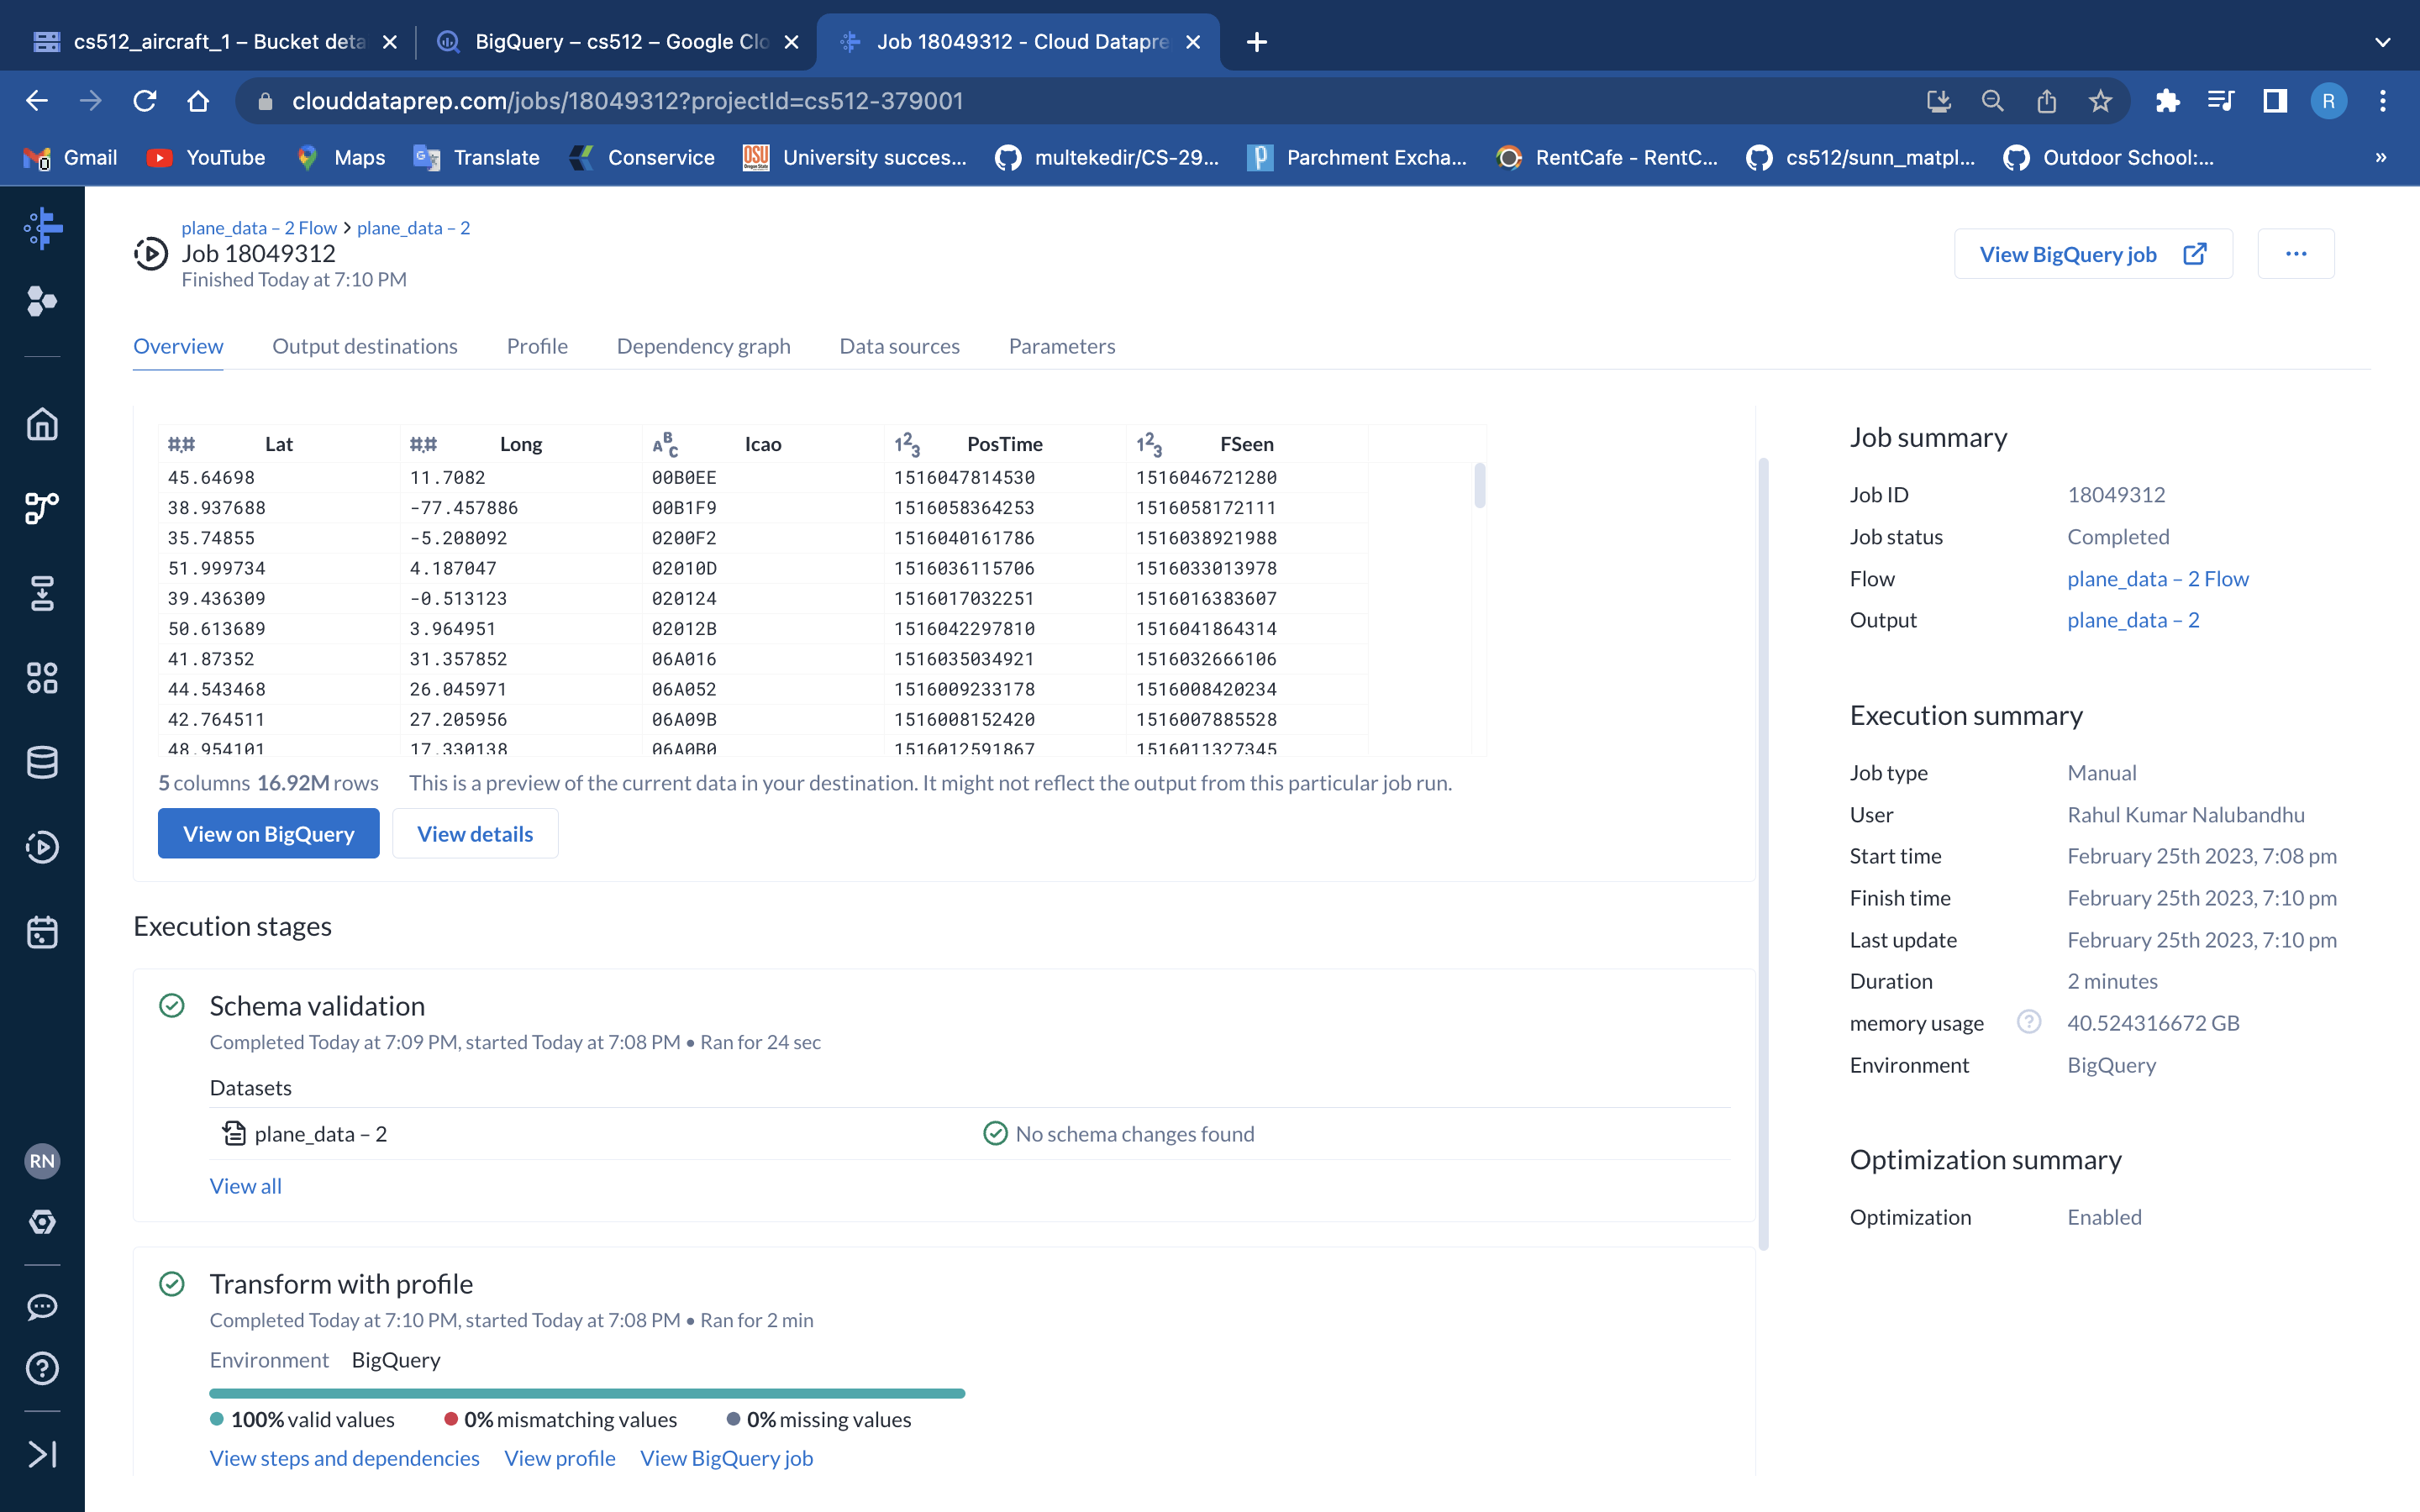 cs512_aircraft_1 – Bucket deta
BigQuery – cs512 – Google Clo
Job 18049312 - Cloud Datapre
clouddataprep.com/jobs/18049312?projectId=cs512-379001
R
Gmail
YouTube
Maps
Translate
Conservice
OSU
University succes...
multekedir/CS-29...
Parchment Excha...
RentCafe - RentC...
cs512/sunn_matpl...
Outdoor School:...
»
plane_data – 2 Flow > plane_data – 2
Job 18049312
Finished Today at 7:10 PM
View BigQuery job
...
Overview Output destinations Profile Dependency graph Data sources Parameters
##  Lat ##  Long ABC Icao 123 PosTime 123 FSeen
45.64698 11.7082 00B0EE 1516047814530 1516046721280
38.937688 -77.457886 00B1F9 1516058364253 1516058172111
35.74855 -5.208092 0200F2 1516040161786 1516038921988
51.999734 4.187047 02010D 1516036115706 1516033013978
39.436309 -0.513123 020124 1516017032251 1516016383607
50.613689 3.964951 02012B 1516042297810 1516041864314
41.87352 31.357852 06A016 1516035034921 1516032666106
44.543468 26.045971 06A052 1516009233178 1516008420234
42.764511 27.205956 06A09B 1516008152420 1516007885528
48.954101 17.330138 06A0B0 1516012591867 1516011327345
5 columns 16.92M rows This is a preview of the current data in your destination. It might not reflect the output from this particular job run.
View on BigQuery View details
Execution stages
Schema validation
Completed Today at 7:09 PM, started Today at 7:08 PM • Ran for 24 sec
Datasets
plane_data – 2 No schema changes found
View all
Transform with profile
Completed Today at 7:10 PM, started Today at 7:08 PM • Ran for 2 min
Environment BigQuery
100% valid values 0% mismatching values 0% missing values
View steps and dependencies View profile View BigQuery job
Job summary
Job ID 18049312
Job status Completed
Flow plane_data – 2 Flow
Output plane_data – 2
Execution summary
Job type Manual
User Rahul Kumar Nalubandhu
Start time February 25th 2023, 7:08 pm
Finish time February 25th 2023, 7:10 pm
Last update February 25th 2023, 7:10 pm
Duration 2 minutes
memory usage ? 40.524316672 GB
Environment BigQuery
Optimization summary
Optimization Enabled
RN